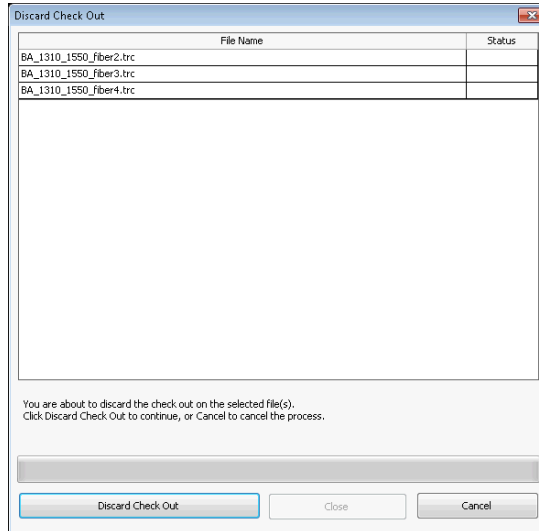 Discard Check Out
File Name Status
BA_1310_1550_fiber2.trc
BA_1310_1550_fiber3.trc
BA_1310_1550_fiber4.trc
You are about to discard the check out on the selected file(s).
Click Discard Check Out to continue, or Cancel to cancel the process.
Discard Check Out Close Cancel